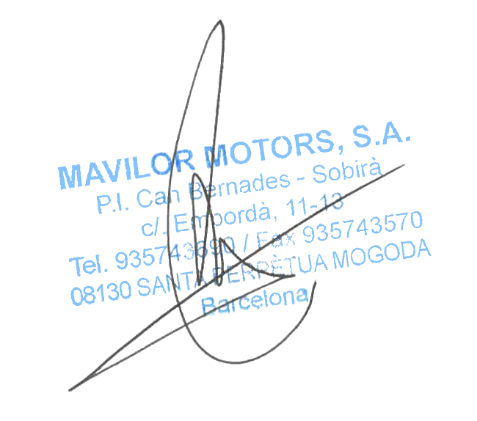 MAVILOR MOTORS, S.A.
P.I. Can Bernades - Sobirà
c/. Empordà, 11-13
Tel. 935743690 / Fax 935743570
08130 SANTA PERPÈTUA MOGODA
Barcelona